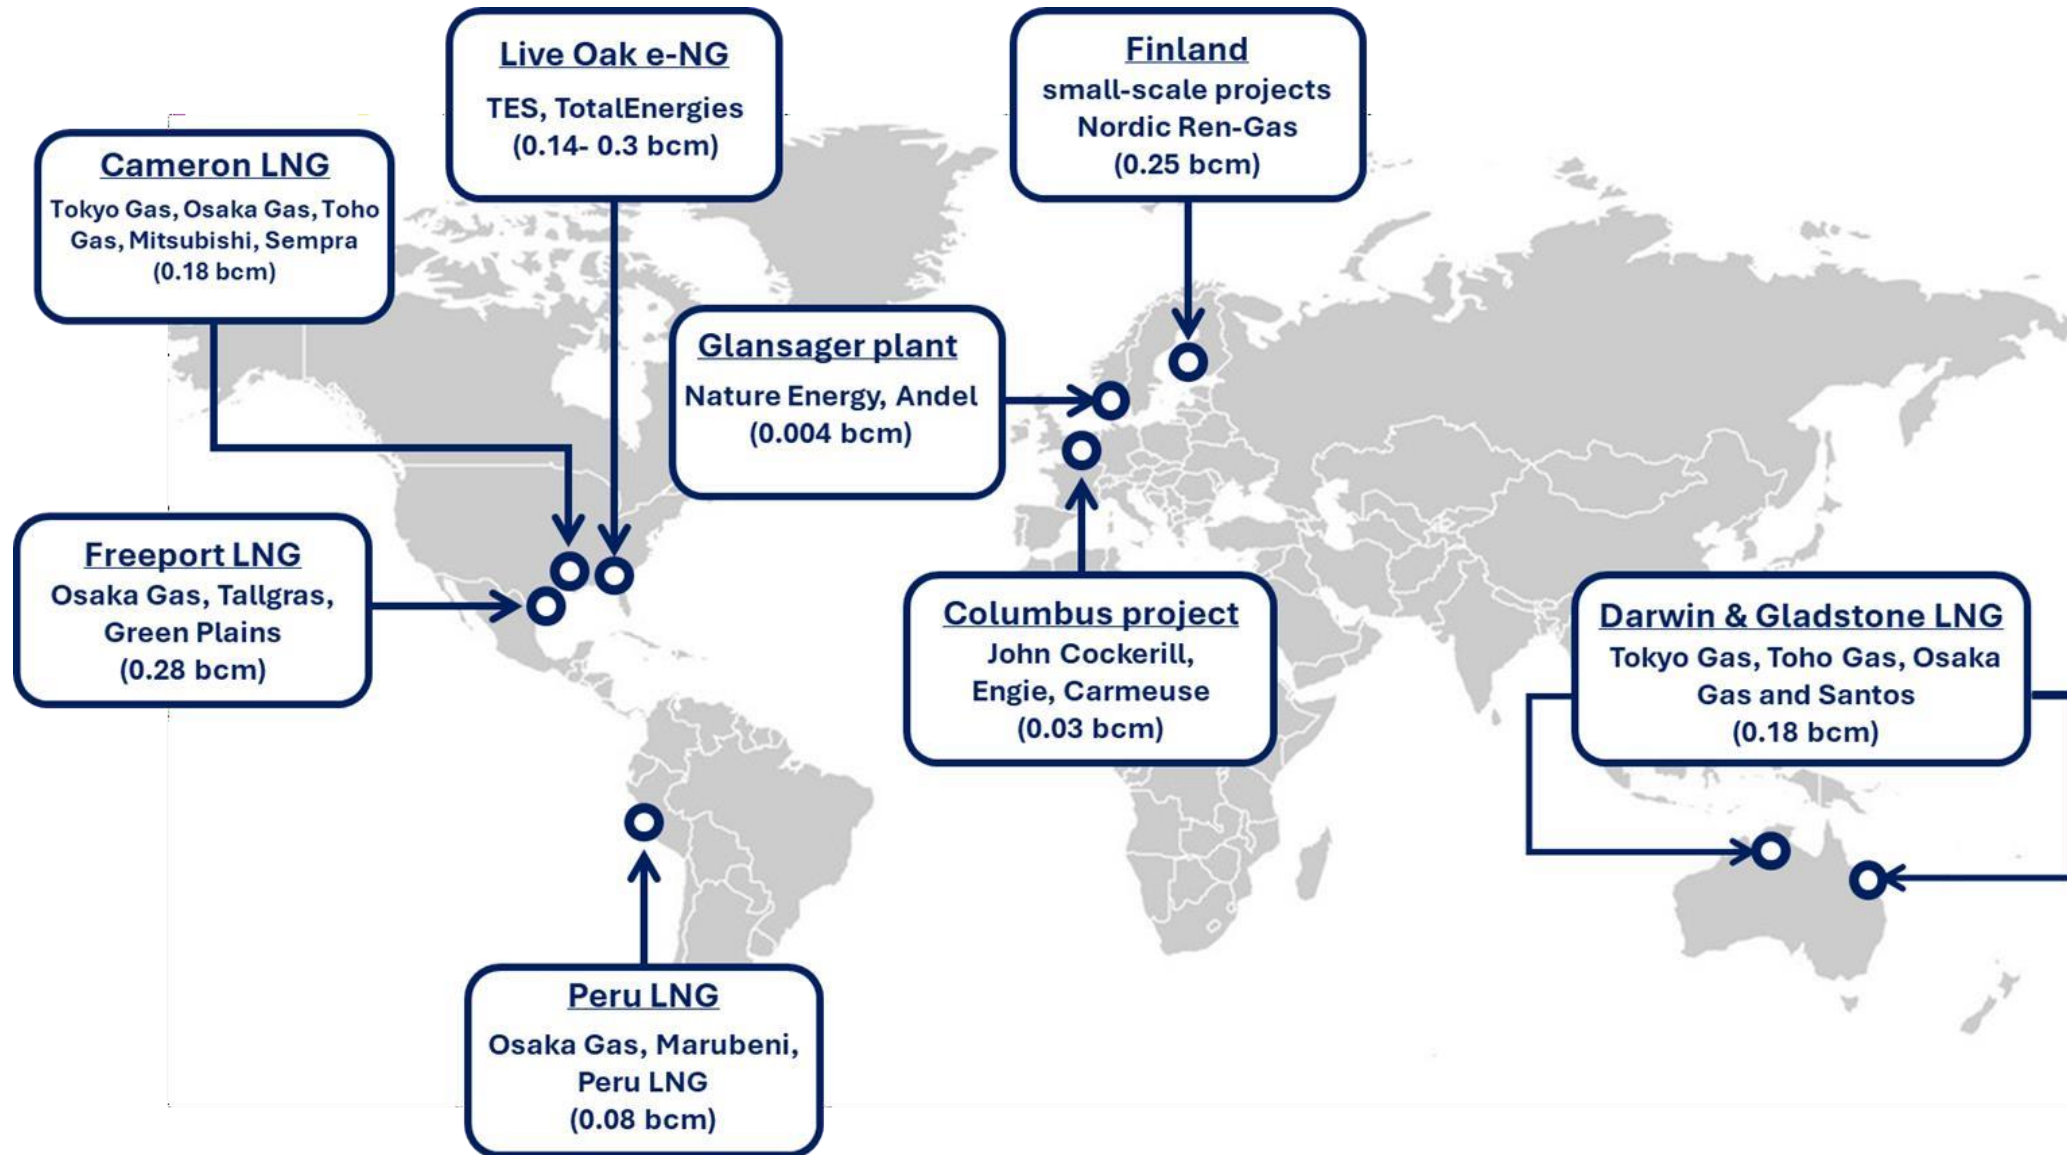 Live Oak e-NG
TES, TotalEnergies
(0.14- 0.3 bcm)
Finland
small-scale projects
Nordic Ren-Gas
(0.25 bcm)
Cameron LNG
Tokyo Gas, Osaka Gas, Toho
Gas, Mitsubishi, Sempra
(0.18 bcm)
Glansager plant
Nature Energy, Andel
(0.004 bcm)
Freeport LNG
Osaka Gas, Tallgras,
Green Plains
(0.28 bcm)
Columbus project
John Cockerill,
Engie, Carmeuse
(0.03 bcm)
Darwin & Gladstone LNG
Tokyo Gas, Toho Gas, Osaka
Gas and Santos
(0.18 bcm)
Peru LNG
Osaka Gas, Marubeni,
Peru LNG
(0.08 bcm)